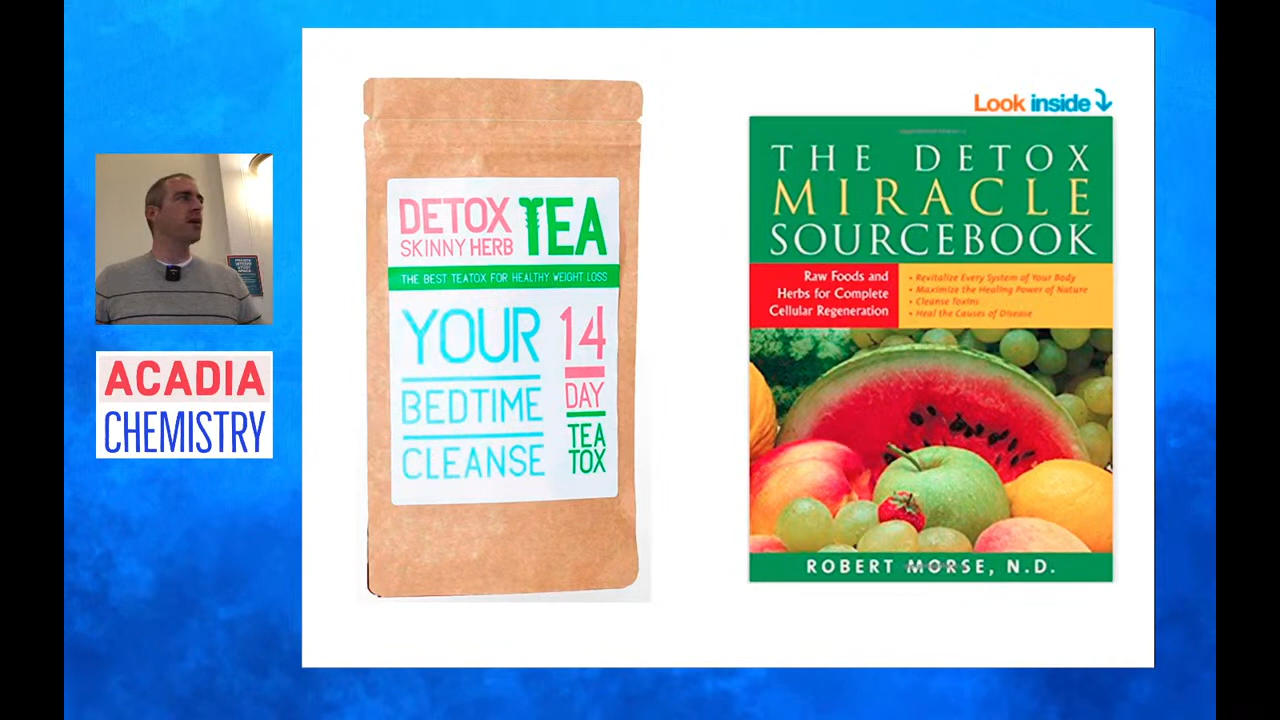 ACADIA
CHEMISTRY
DETOX
SKINNY HERB
TEA
THE BEST TEATOX FOR HEALTHY WEIGHT LOSS
YOUR
BEDTIME
CLEANSE
14
DAY
TEA
TOX
Look inside
THE DETOX
MIRACLE
SOURCEBOOK
Raw Foods and
Herbs for Complete
Cellular Regeneration
• Revitalize Every System of Your Body
• Maximize the Healing Power of Nature
• Cleanse Toxins
• Heal the Causes of Disease
ROBERT MORSE, N.D.